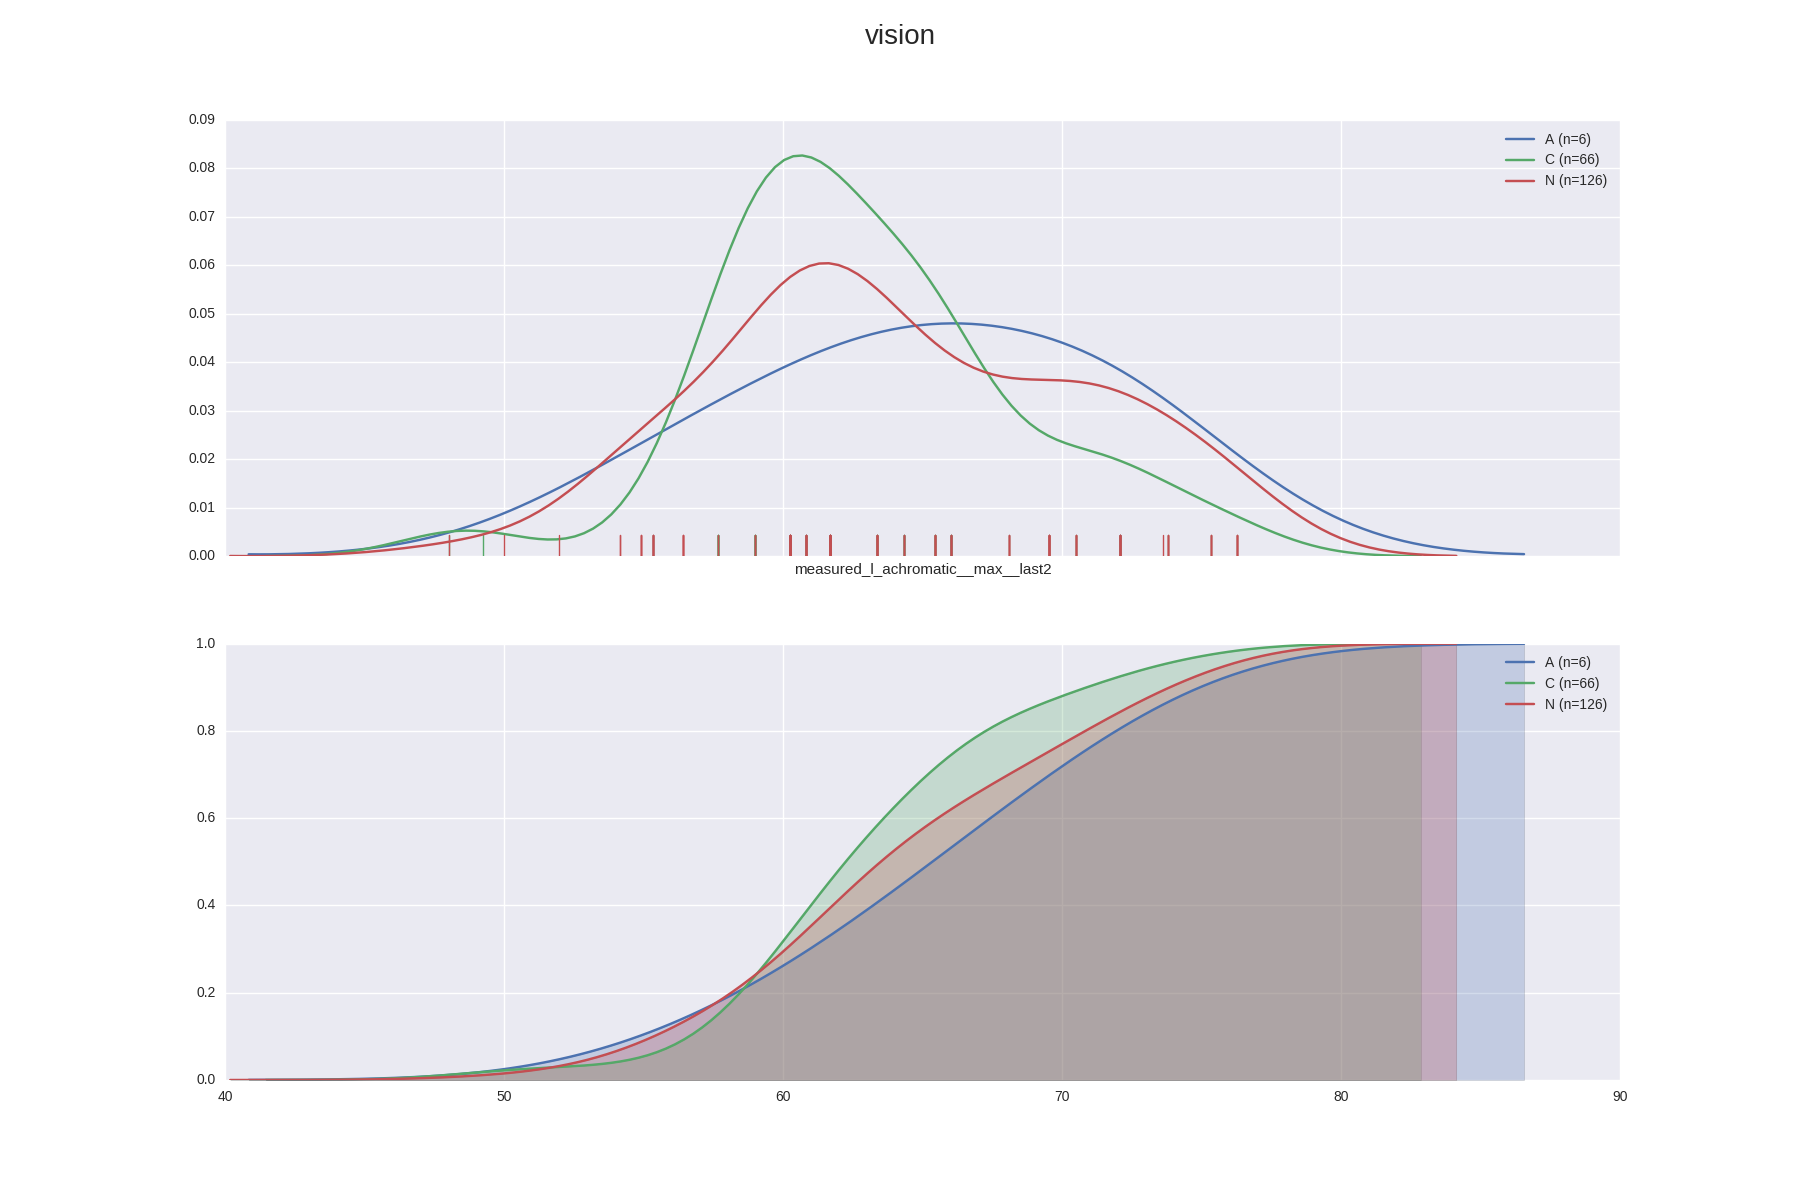 vision
0.09
0.08
0.07
0.06
0.05
0.04
0.03
0.02
0.01
0.00
A (n=6)
C (n=66)
N (n=126)
measured_l_achromatic__max__last2
1.0
0.8
0.6
0.4
0.2
0.0
A (n=6)
C (n=66)
N (n=126)
40 50 60 70 80 90